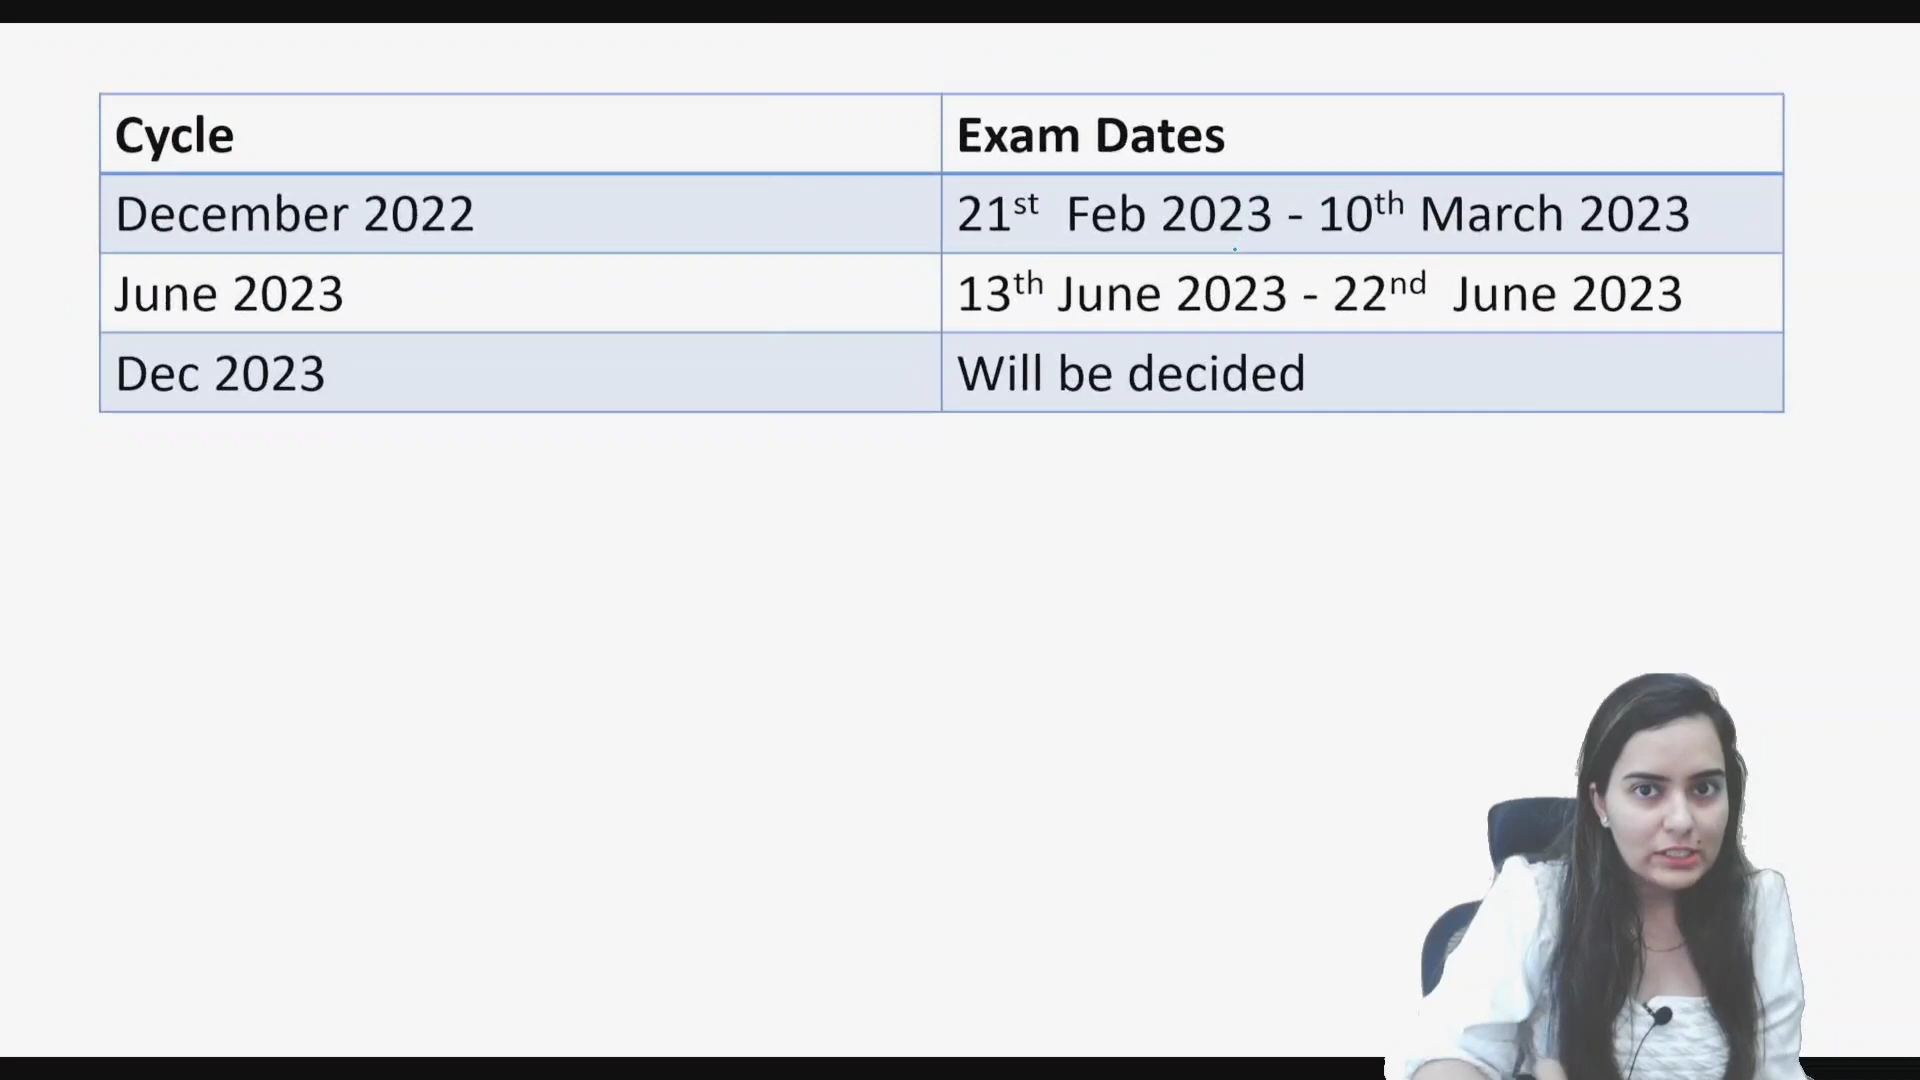 Cycle Exam Dates
December 2022 21st Feb 2023 - 10th March 2023
June 2023 13th June 2023 - 22nd June 2023
Dec 2023 Will be decided